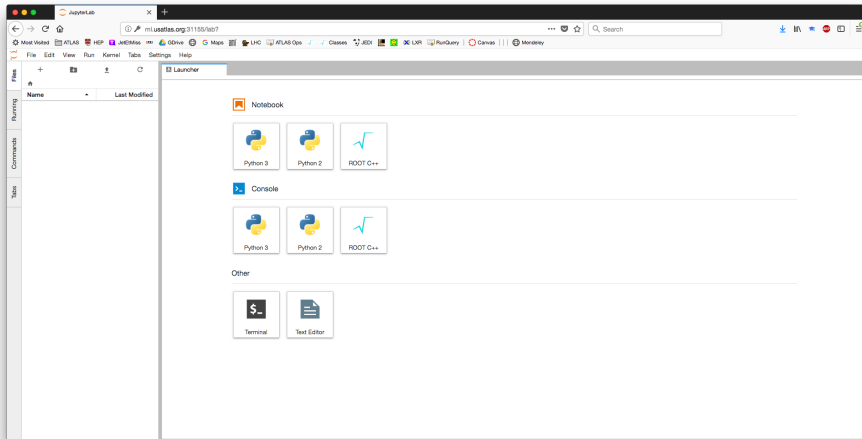 JupyterLab
ml.usatlas.org:31155/lab?
Search
Most Visited ATLAS HEP JetEtMiss GDrive G Maps LHC ATLAS Ops Classes JEDI LXR RunQuery Canvas Mendeley
File Edit View Run Kernel Tabs Settings Help
Files
Running
Commands
Tabs
Name Last Modified
Launcher
Notebook
Python 3 Python 2 ROOT C++
Console
Python 3 Python 2 ROOT C++
Other
$_
Terminal Text Editor